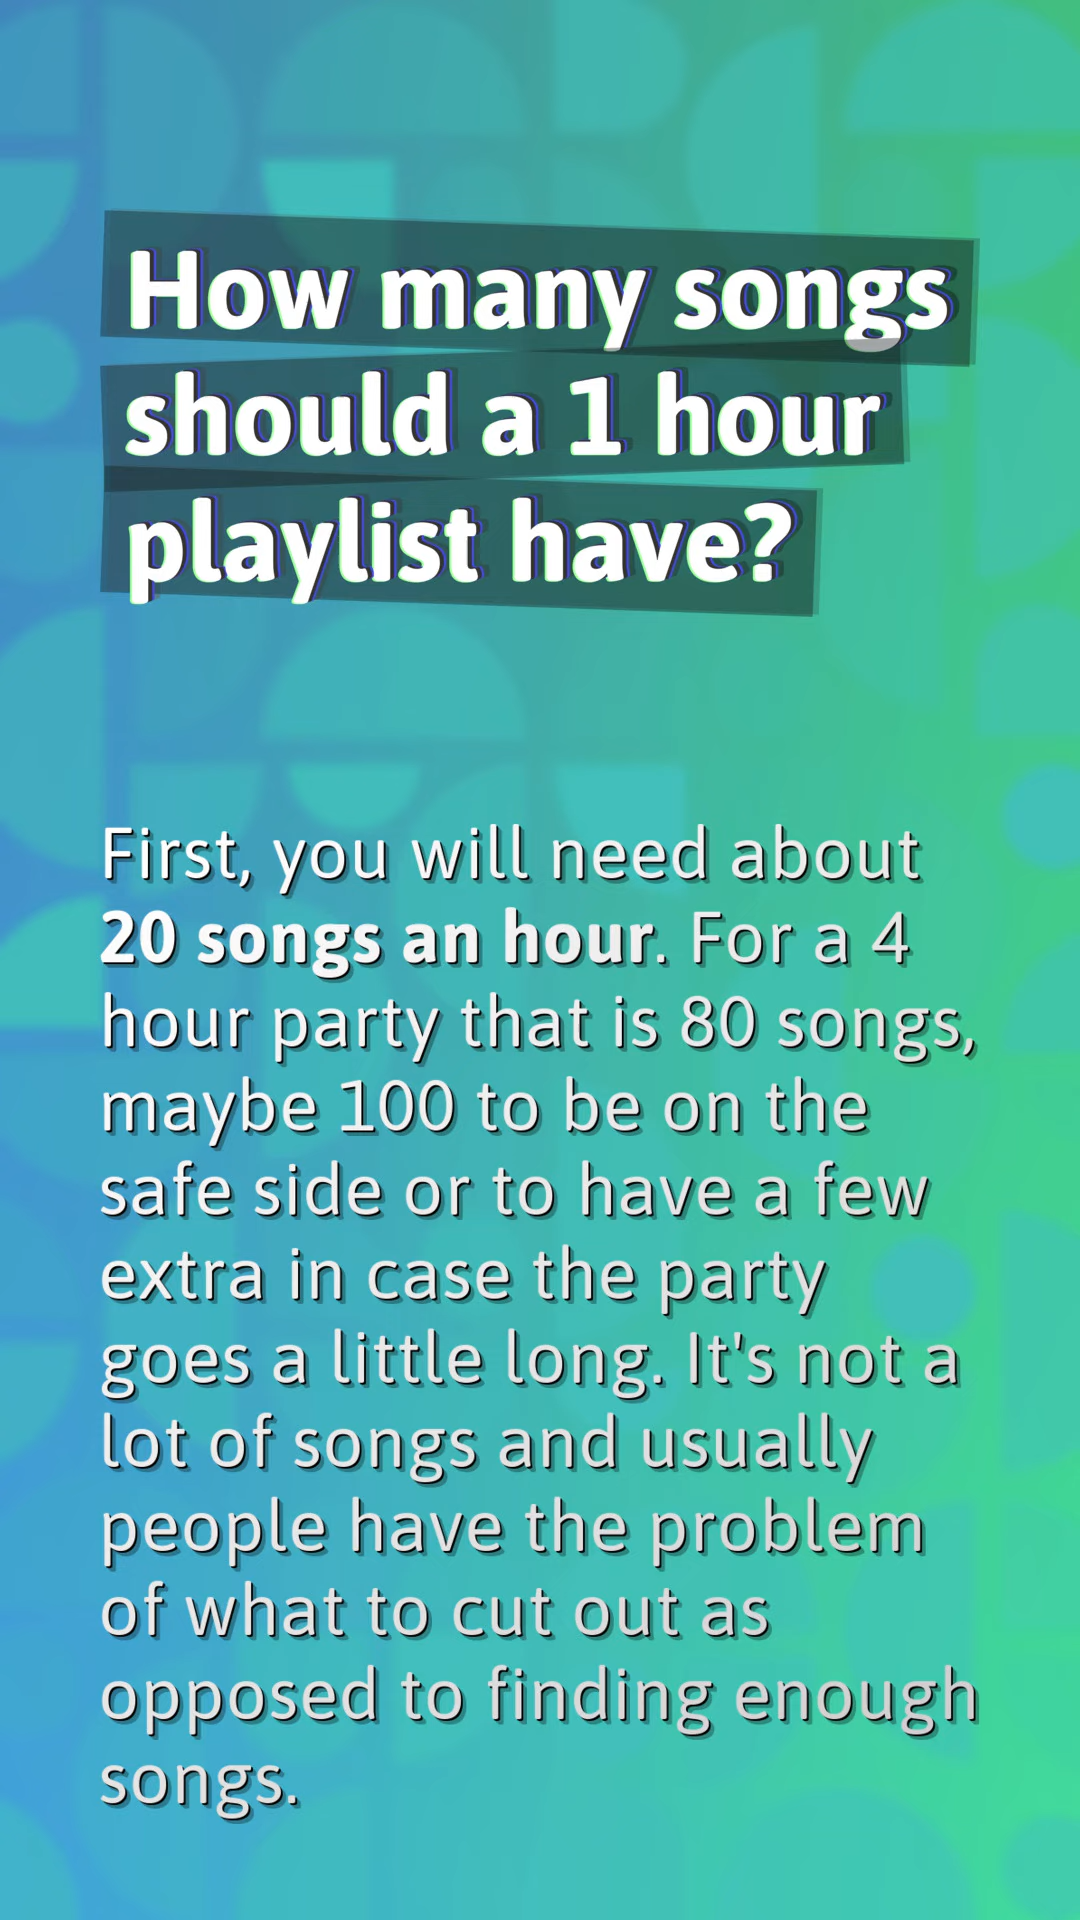 How many songs
should a 1 hour
playlist have?
First, you will need about
20 songs an hour. For a 4
hour party that is 80 songs,
maybe 100 to be on the
safe side or to have a few
extra in case the party
goes a little long. It's not a
lot of songs and usually
people have the problem
of what to cut out as
opposed to finding enough
songs.